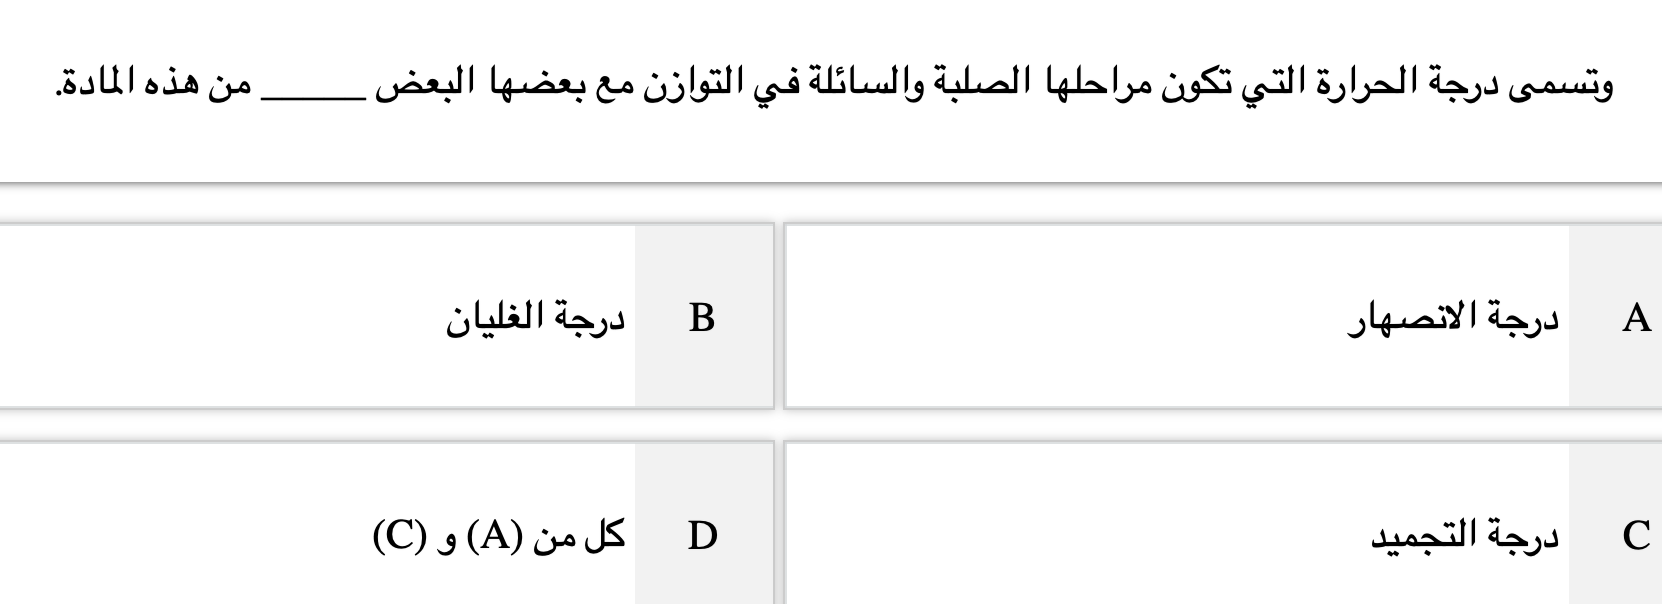 وتسمى درجة الحرارة التي تكون مراحلها الصلبة والسائلة في التوازن مع بعضها البعض _____ من هذه المادة.
A درجة الانصهار
B درجة الغليان
C درجة التجميد
D كل من (A) و (C)